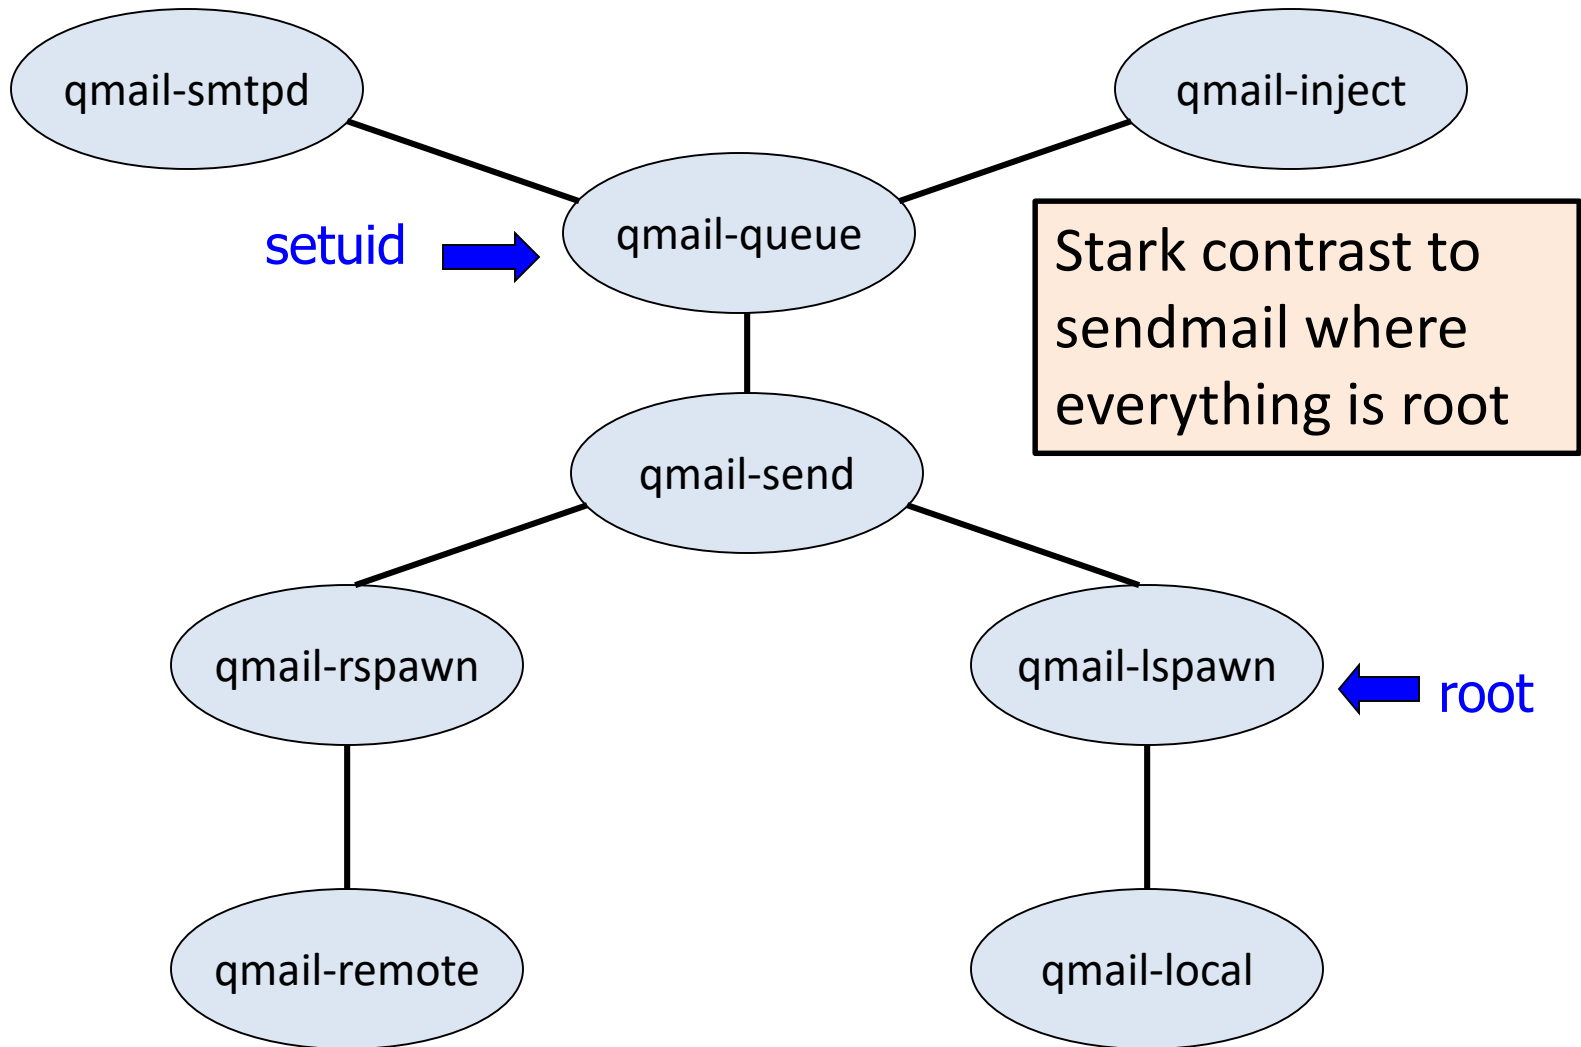 qmail-smtpd
qmail-inject
setuid
qmail-queue
Stark contrast to
sendmail where
everything is root
qmail-send
qmail-rspawn
qmail-lspawn
root
qmail-remote
qmail-local